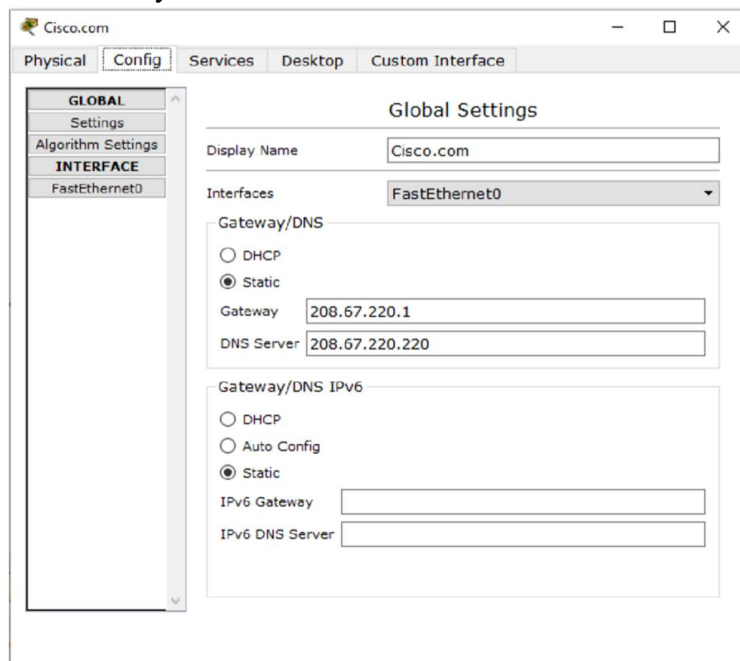 Cisco.com
Physical Config Services Desktop Custom Interface
GLOBAL
Settings
Algorithm Settings
INTERFACE
FastEthernet0
Global Settings
Display Name Cisco.com
Interfaces FastEthernet0
Gateway/DNS
DHCP
Static
Gateway 208.67.220.1
DNS Server 208.67.220.220
Gateway/DNS IPv6
DHCP
Auto Config
Static
IPv6 Gateway
IPv6 DNS Server